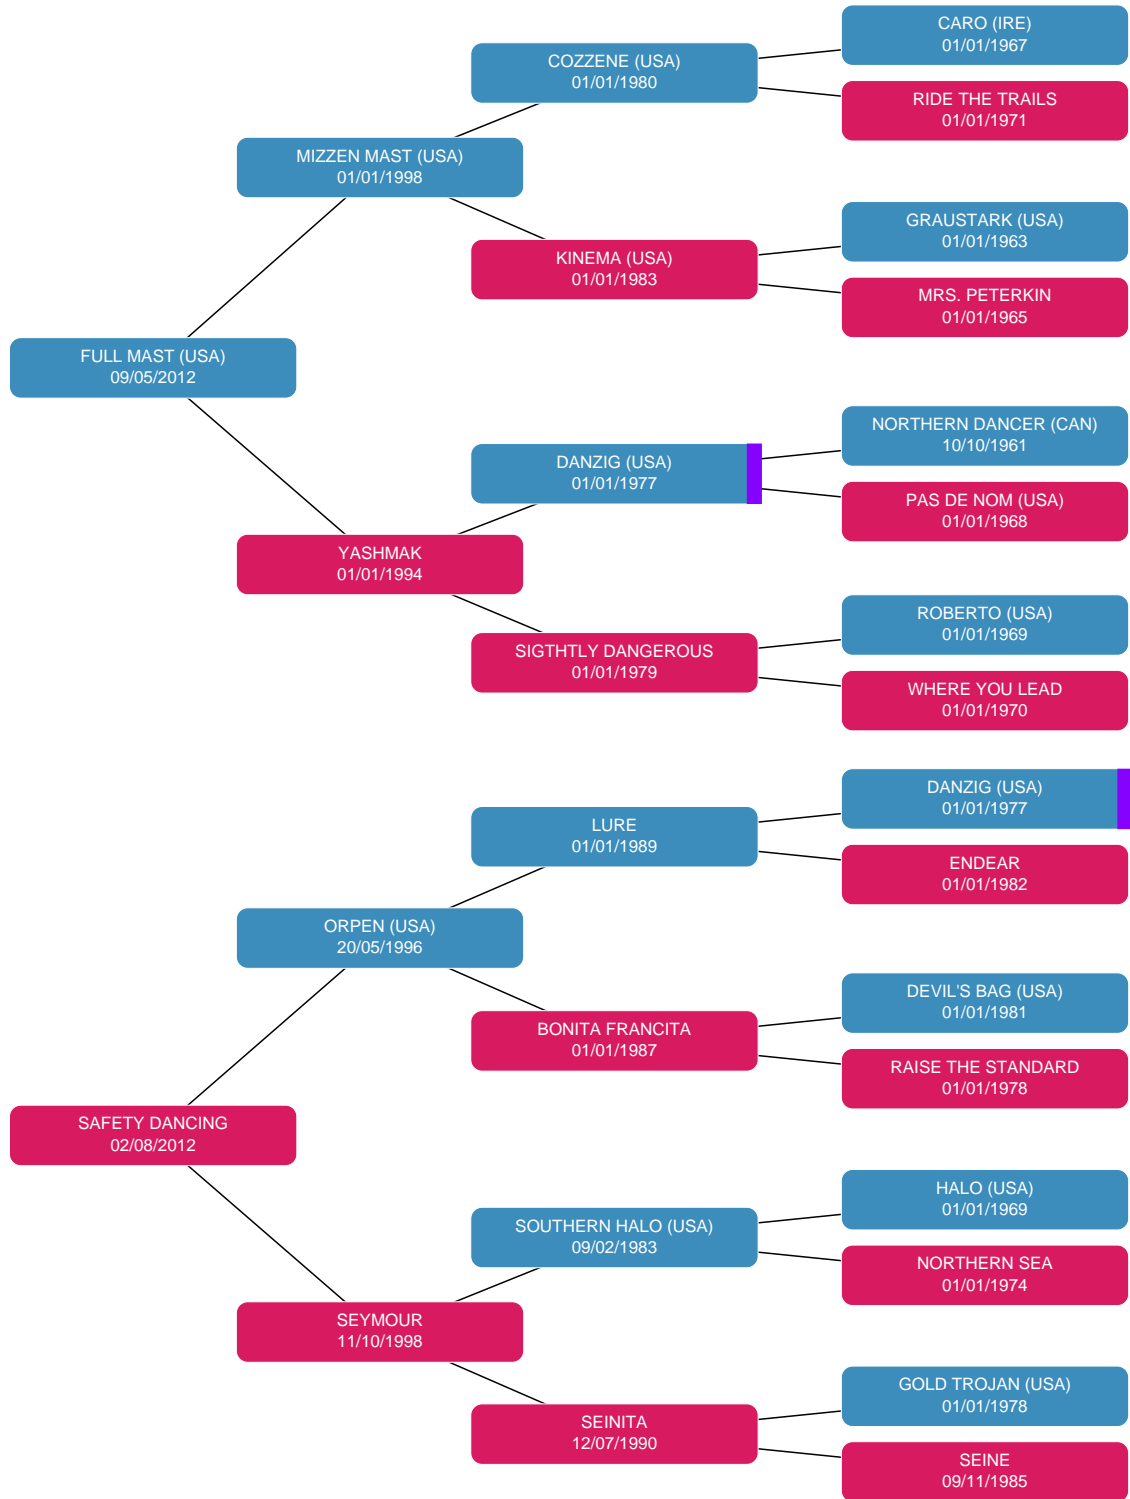 CARO (IRE)
01/01/1967
COZZENE (USA)
01/01/1980
RIDE THE TRAILS
01/01/1971
MIZZEN MAST (USA)
01/01/1998
GRAUSTARK (USA)
01/01/1963
KINEMA (USA)
01/01/1983
MRS. PETERKIN
01/01/1965
FULL MAST (USA)
09/05/2012
NORTHERN DANCER (CAN)
10/10/1961
DANZIG (USA)
01/01/1977
PAS DE NOM (USA)
01/01/1968
YASHMAK
01/01/1994
ROBERTO (USA)
01/01/1969
SIGTHTLY DANGEROUS
01/01/1979
WHERE YOU LEAD
01/01/1970
DANZIG (USA)
01/01/1977
LURE
01/01/1989
ENDEAR
01/01/1982
ORPEN (USA)
20/05/1996
DEVIL'S BAG (USA)
01/01/1981
BONITA FRANCITA
01/01/1987
RAISE THE STANDARD
01/01/1978
SAFETY DANCING
02/08/2012
HALO (USA)
01/01/1969
SOUTHERN HALO (USA)
09/02/1983
NORTHERN SEA
01/01/1974
SEYMOUR
11/10/1998
GOLD TROJAN (USA)
01/01/1978
SEINITA
12/07/1990
SEINE
09/11/1985